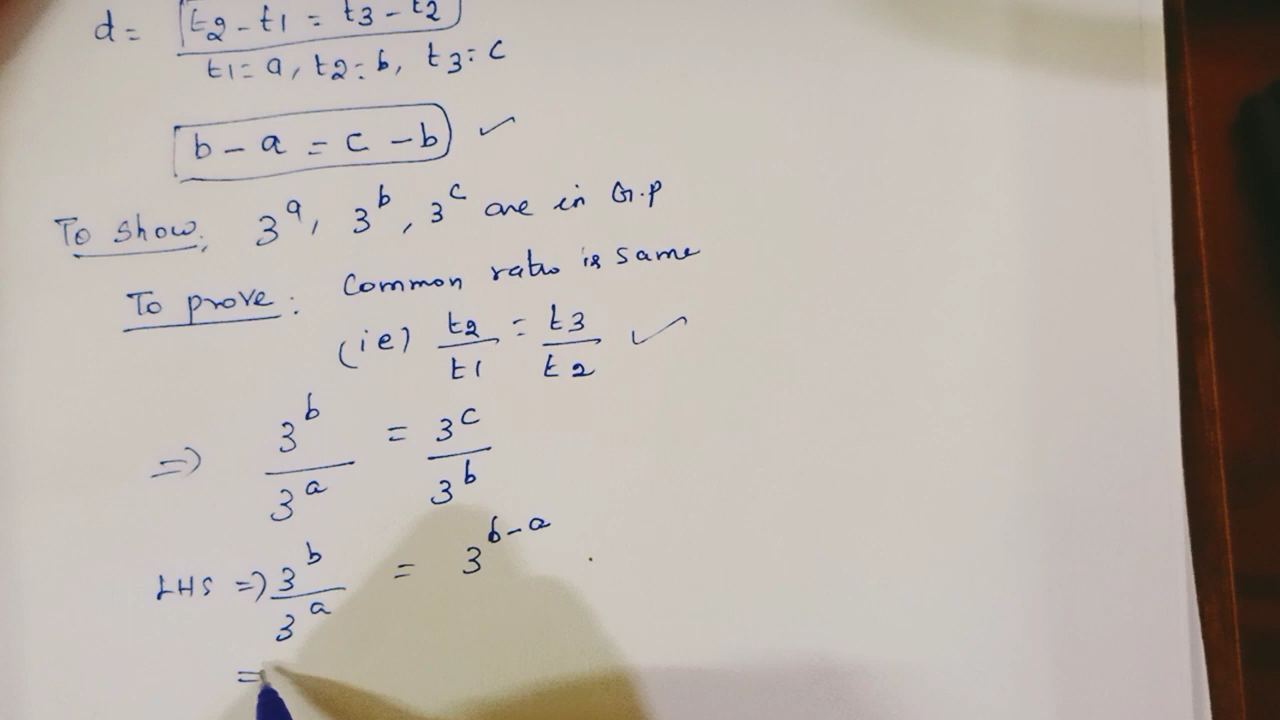 d = t2 - t1 = t3 - t2
t1 = a, t2 = b, t3 = c
b - a = c - b ✓
To show: 3^a, 3^b, 3^c are in G.P
To prove: Common ratio is same
(ie) t2/t1 = t3/t2 ✓
=> 3^b/3^a = 3^c/3^b
LHS => 3^b/3^a = 3^(b-a)
=